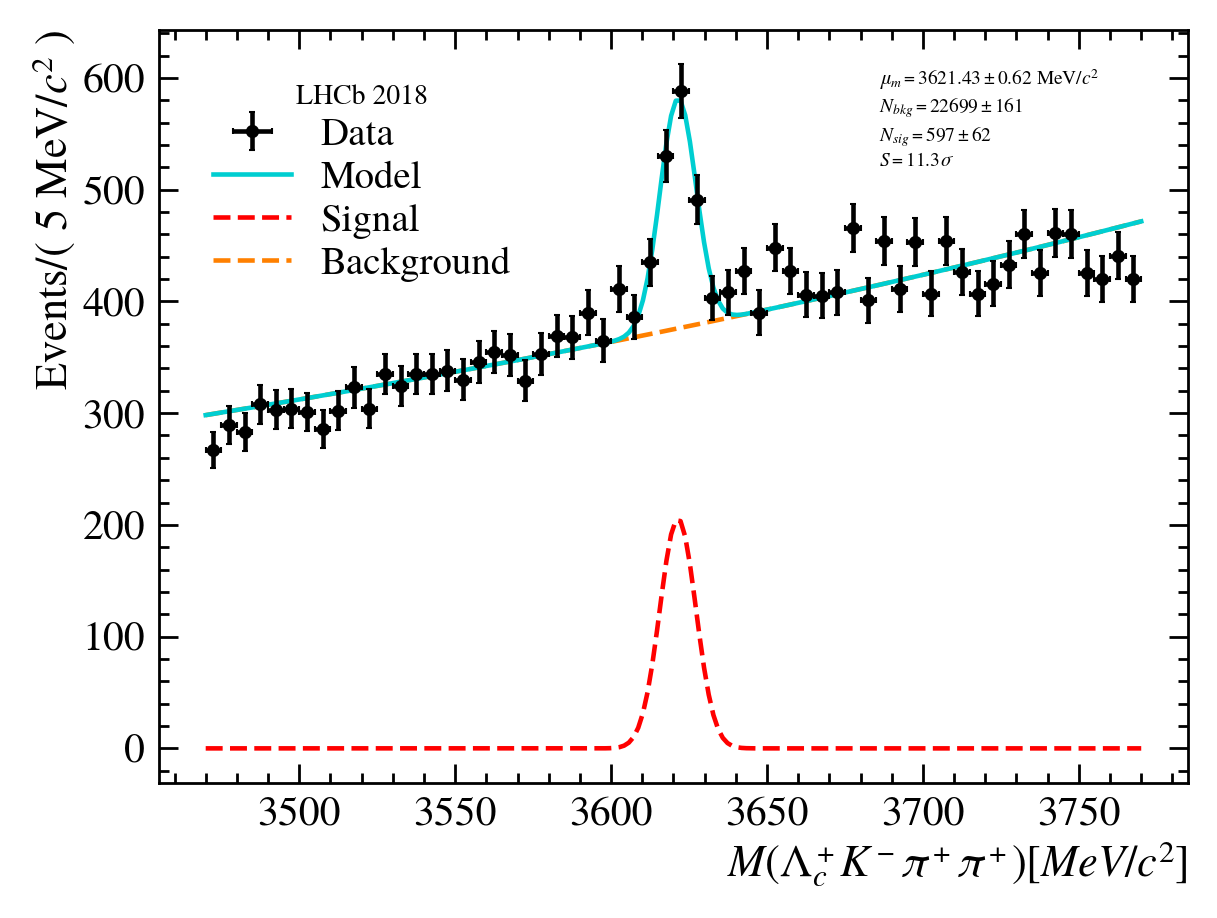 Events/( 5 MeV/c² )
600
500
400
300
200
100
0
LHCb 2018
Data
Model
Signal
Background
μₘ = 3621.43 ± 0.62 MeV/c²
N_bkg = 22699 ± 161
N_sig = 597 ± 62
S = 11.3σ
3500 3550 3600 3650 3700 3750
M(Λ_c⁺ K⁻ π⁺ π⁺)[MeV/c²]